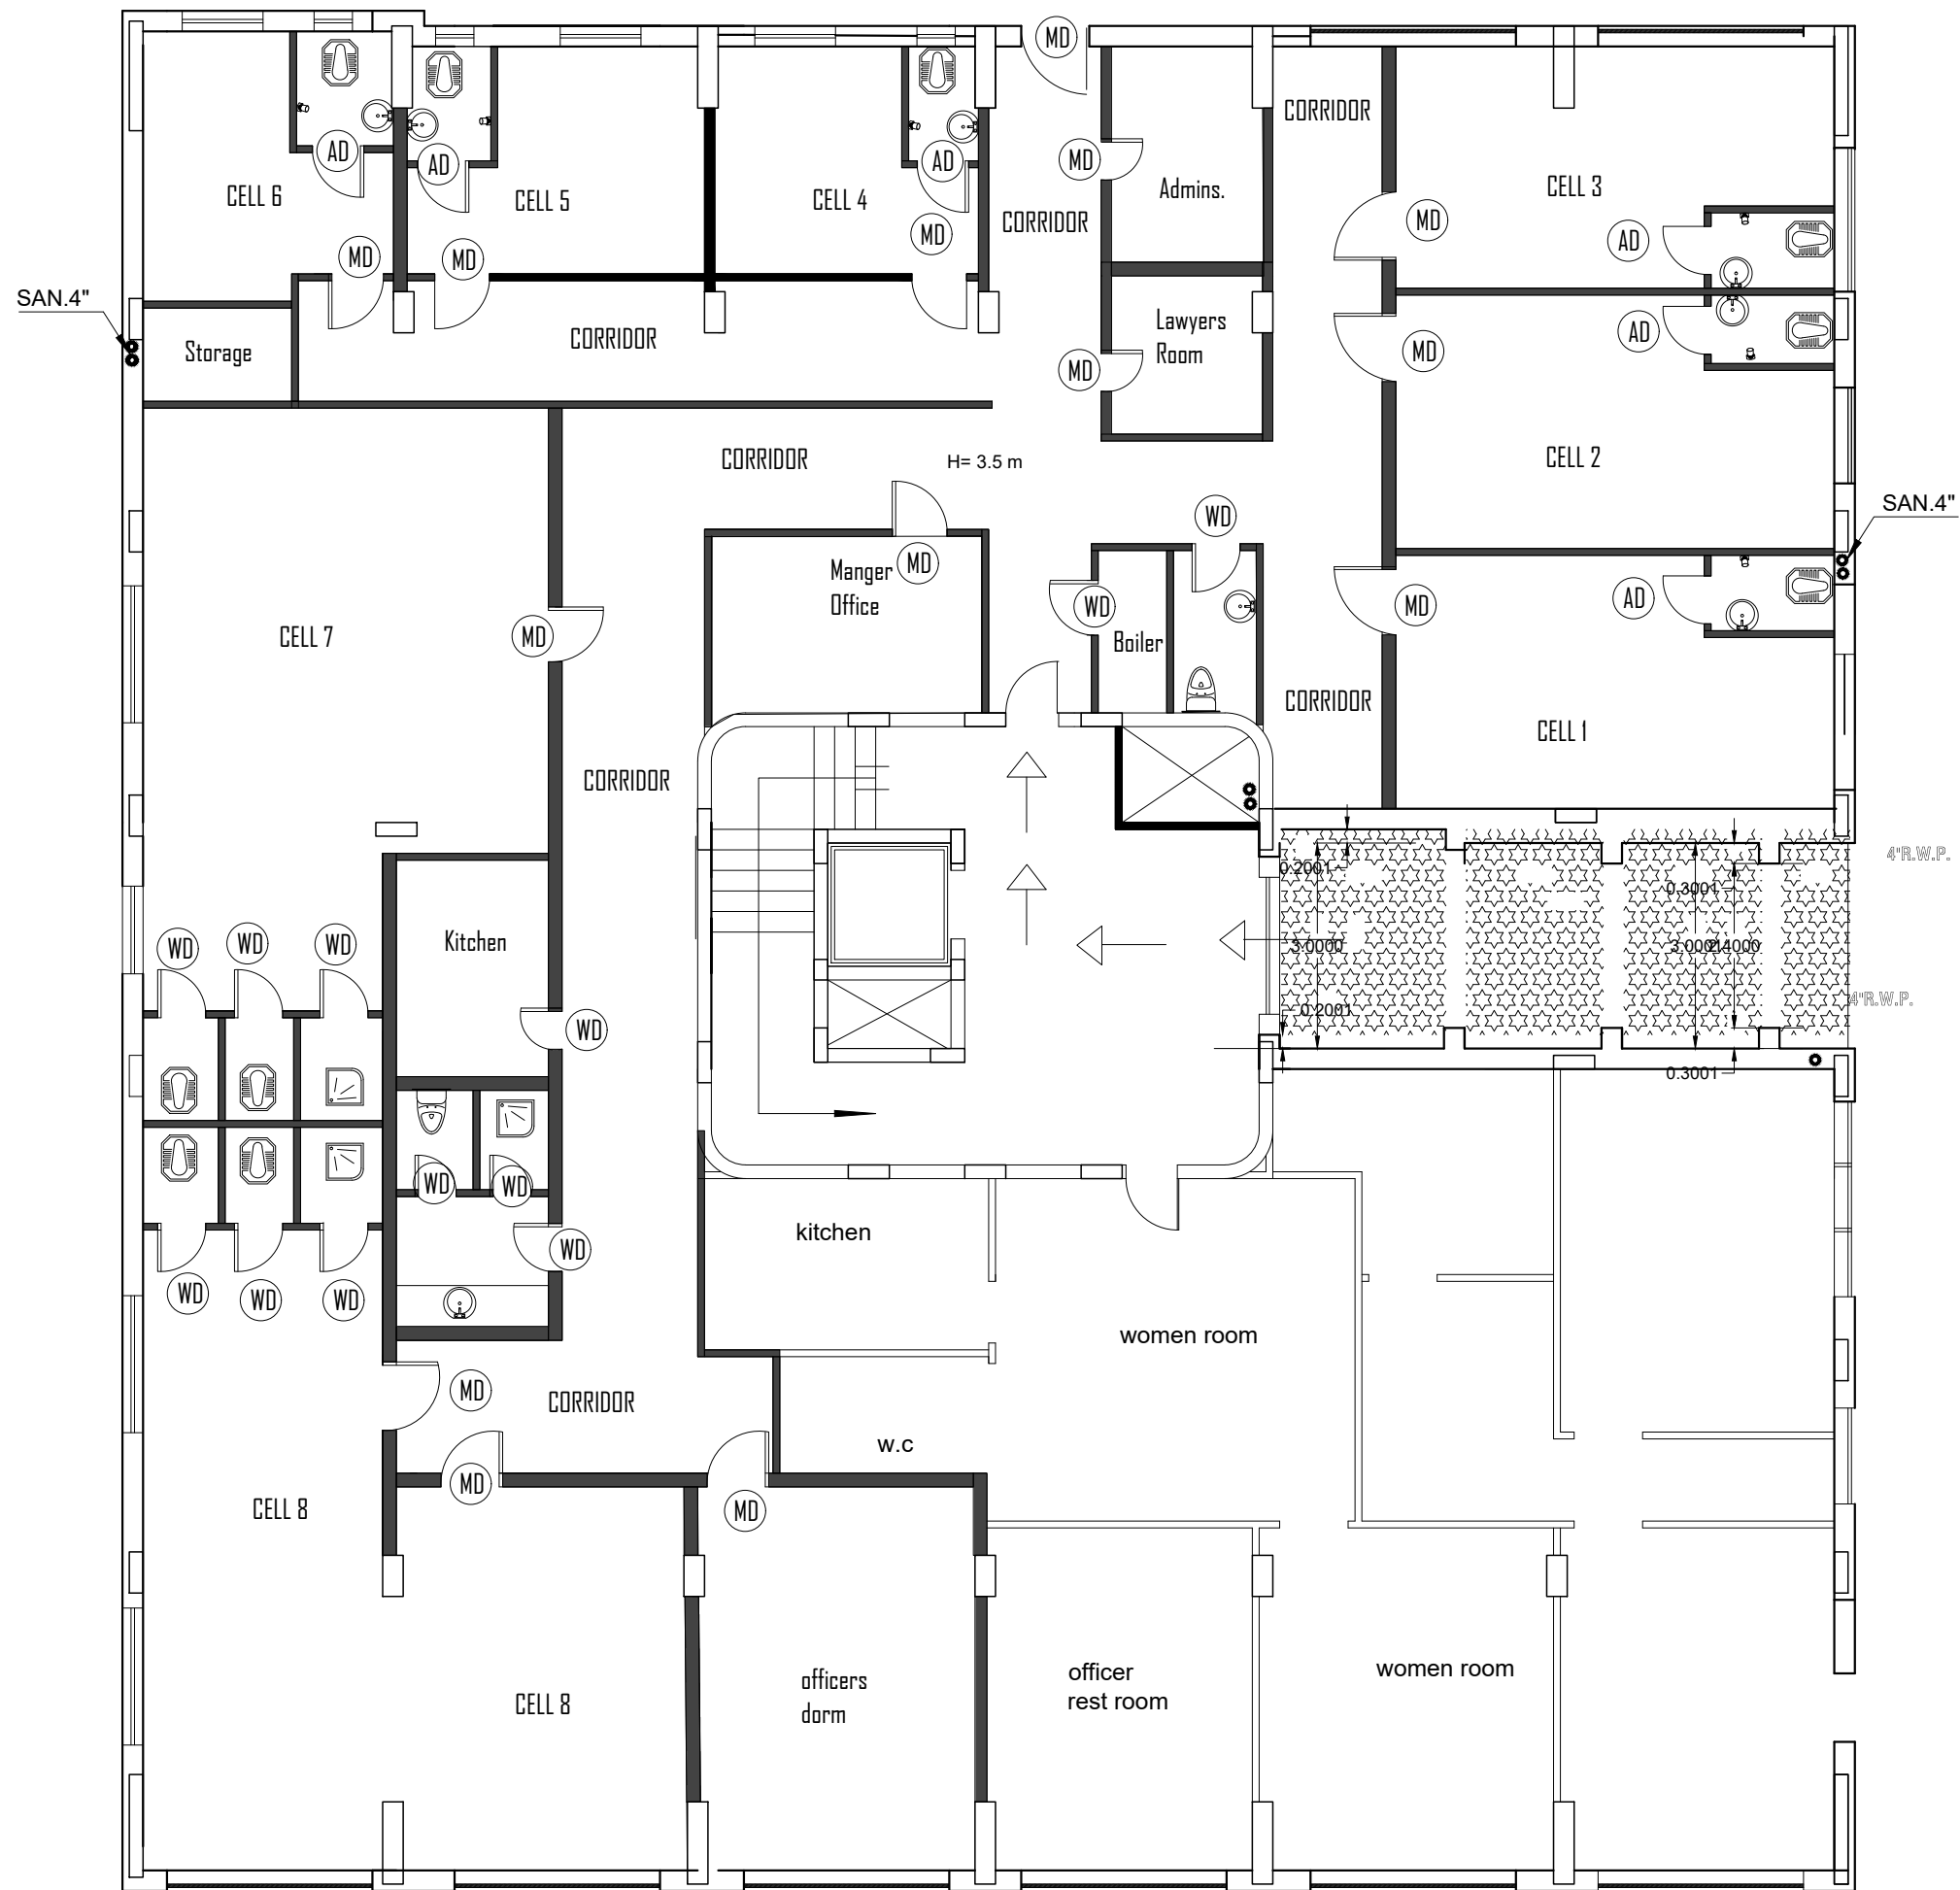 MD
CORRIDOR
AD
AD
AD
MD
Admins.
CELL 3
CELL 6
CELL 5
CELL 4
CORRIDOR
MD
MD
AD
MD
MD
SAN.4"
Storage
CORRIDOR
Lawyers
Room
MD
MD
AD
CORRIDOR
H= 3.5 m
CELL 2
SAN.4"
WD
Manger
Office
MD
CELL 7
MD
WD
Boiler
MD
AD
CORRIDOR
CELL 1
CORRIDOR
4"R.W.P.
0.2001
0.3001
Kitchen
WD
WD
WD
3.0000
3.0001
2.4000
4"R.W.P.
0.2001
WD
0.3001
WD
WD
kitchen
WD
WD
WD
WD
women room
MD
CORRIDOR
w.c
MD
MD
CELL 8
officers
dorm
officer
rest room
women room
CELL 8